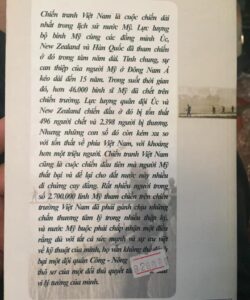 Chiến tranh Việt Nam là cuộc chiến dài
nhất trong lịch sử nước Mỹ. Lực lượng
bộ binh Mỹ cùng các đồng minh Úc,
New Zealand và Hàn Quốc đã tham chiến
ở đó trong tám năm dài. Tính chung, sự
can thiệp của người Mỹ ở Đông Nam Á
kéo dài đến 15 năm. Trong suốt thời gian
đó, hơn 46.000 binh sĩ Mỹ đã chết trên
chiến trường. Lực lượng quân đội Úc và
New Zealand chiến đấu ở đó bị tổn thất
496 người chết và 2.398 người bị thương.
Nhưng những con số đó còn kém xa so
với tổn thất về phía Việt Nam, với khoảng
hơn một triệu người. Chiến tranh Việt Nam
cũng là cuộc chiến đầu tiên mà người Mỹ
thất bại và để lại cho đất nước này nhiều
di chứng cay đắng. Rất nhiều người trong
số 2.700.000 lính Mỹ tham chiến trên chiến
trường Việt Nam đã phải gánh chịu những
chấn thương tâm lý trong nhiều thập kỷ,
và nước Mỹ buộc phải chấp nhận một điều
rằng dù với tất cả sức mạnh và sự ưu việt
về kỹ thuật của mình, họ vẫn không thể
bại một đội quân Công - Nông
thô sơ của một đối thủ quyết tâm
vì lý tưởng của mình.